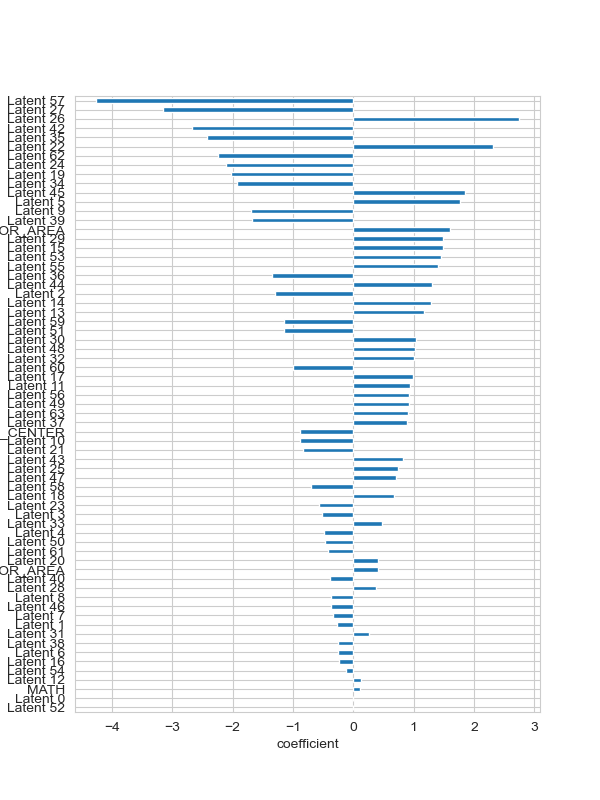 Latent 57
Latent 27
Latent 26
Latent 42
Latent 35
Latent 22
Latent 62
Latent 24
Latent 19
Latent 34
Latent 45
Latent 5
Latent 9
Latent 39
OR_AREA
Latent 29
Latent 15
Latent 53
Latent 55
Latent 36
Latent 44
Latent 2
Latent 14
Latent 13
Latent 59
Latent 51
Latent 30
Latent 48
Latent 32
Latent 60
Latent 17
Latent 11
Latent 56
Latent 49
Latent 63
Latent 37
_CENTER
Latent 10
Latent 21
Latent 43
Latent 25
Latent 47
Latent 58
Latent 18
Latent 23
Latent 3
Latent 33
Latent 4
Latent 50
Latent 61
Latent 20
OR_AREA
Latent 40
Latent 28
Latent 8
Latent 46
Latent 7
Latent 1
Latent 31
Latent 38
Latent 6
Latent 16
Latent 54
Latent 12
MATH
Latent 0
Latent 52
−4 −3 −2 −1 0 1 2 3
coefficient